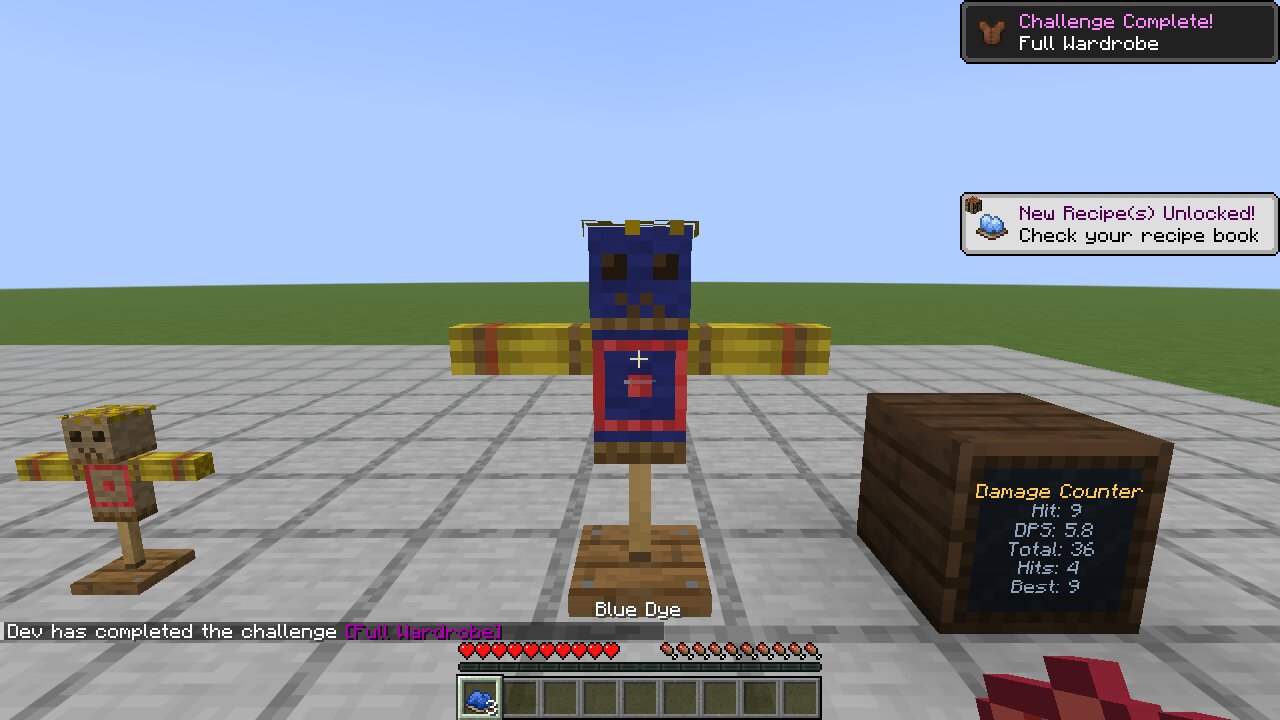 Challenge Complete!
Full Wardrobe
New Recipe(s) Unlocked!
Check your recipe book
Damage Counter
Hit: 9
DPS: 5.8
Total: 36
Hits: 4
Best: 9
Blue Dye
Dev has completed the challenge [Full Wardrobe]